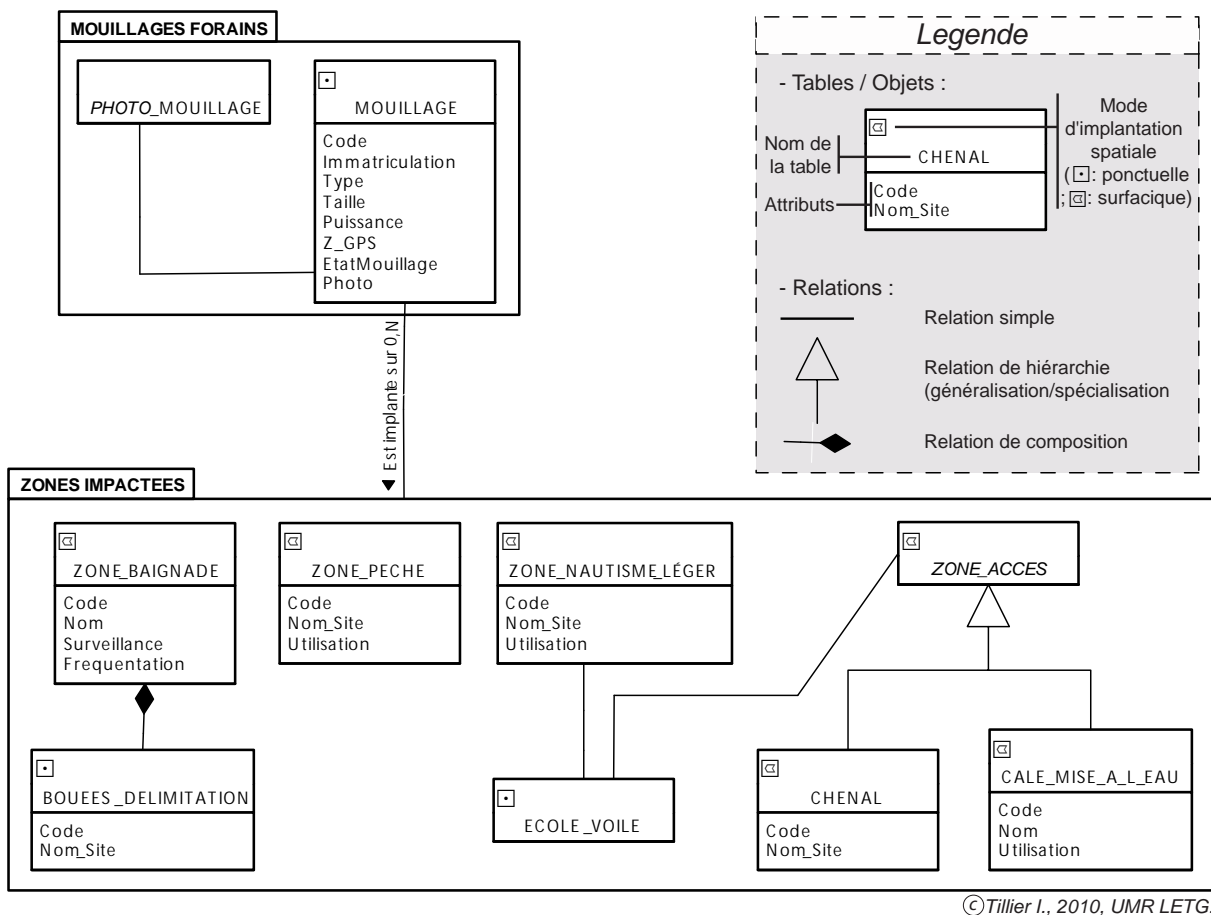 MOUILLAGES FORAINS
PHOTO_MOUILLAGE
MOUILLAGE
Code
Immatriculation
Type
Taille
Puissance
Z_GPS
EtatMouillage
Photo
Est implante sur 0,N
Legende
- Tables / Objets :
Nom de
la table
CHENAL
Attributs
Code
Nom_Site
Mode
d'implantation
spatiale
(⊡: ponctuelle
; : surfacique)
- Relations :
Relation simple
Relation de hiérarchie
(généralisation/spécialisation
Relation de composition
ZONES IMPACTEES
ZONE_BAIGNADE
Code
Nom
Surveillance
Frequentation
ZONE_PECHE
Code
Nom_Site
Utilisation
ZONE_NAUTISME_LÉGER
Code
Nom_Site
Utilisation
ZONE_ACCES
BOUEES_DELIMITATION
Code
Nom_Site
ECOLE_VOILE
CHENAL
Code
Nom_Site
CALE_MISE_A_L_EAU
Code
Nom
Utilisation
©Tillier I., 2010, UMR LETG.